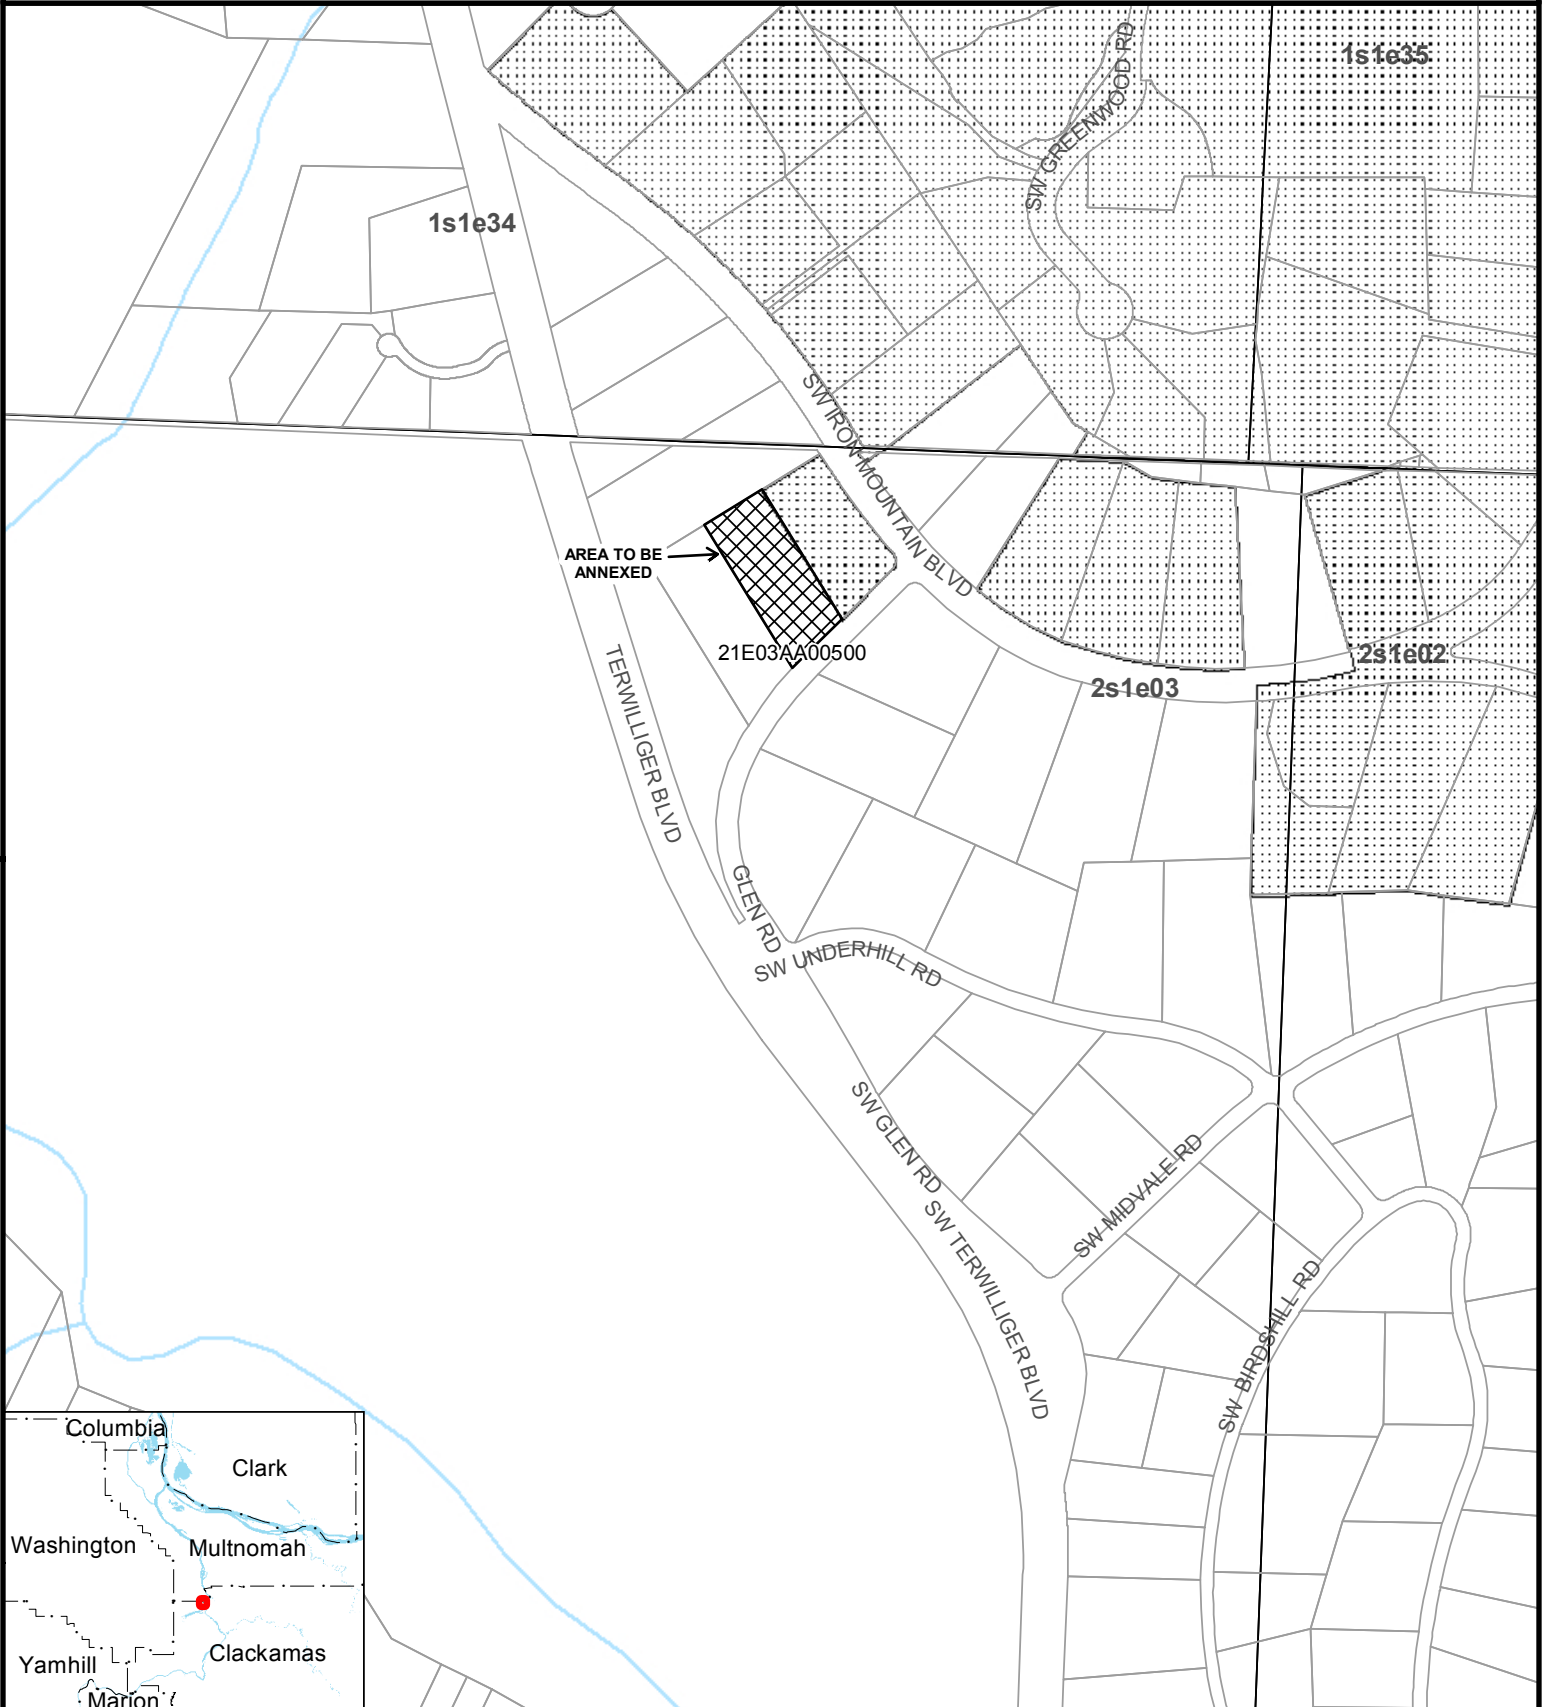 1s1e35
SW GREENWOOD RD
1s1e34
SW IRON MOUNTAIN BLVD
AREA TO BE
ANNEXED
21E03AA00500
2s1e02
2s1e03
TERWILLIGER BLVD
GLEN RD
SW UNDERHILL RD
SW GLEN RD
SW MIDVALE RD
SW TERWILLIGER BLVD
SW BIRDSHILL RD
Columbia
Clark
Washington
Multnomah
Clackamas
Yamhill
Marion